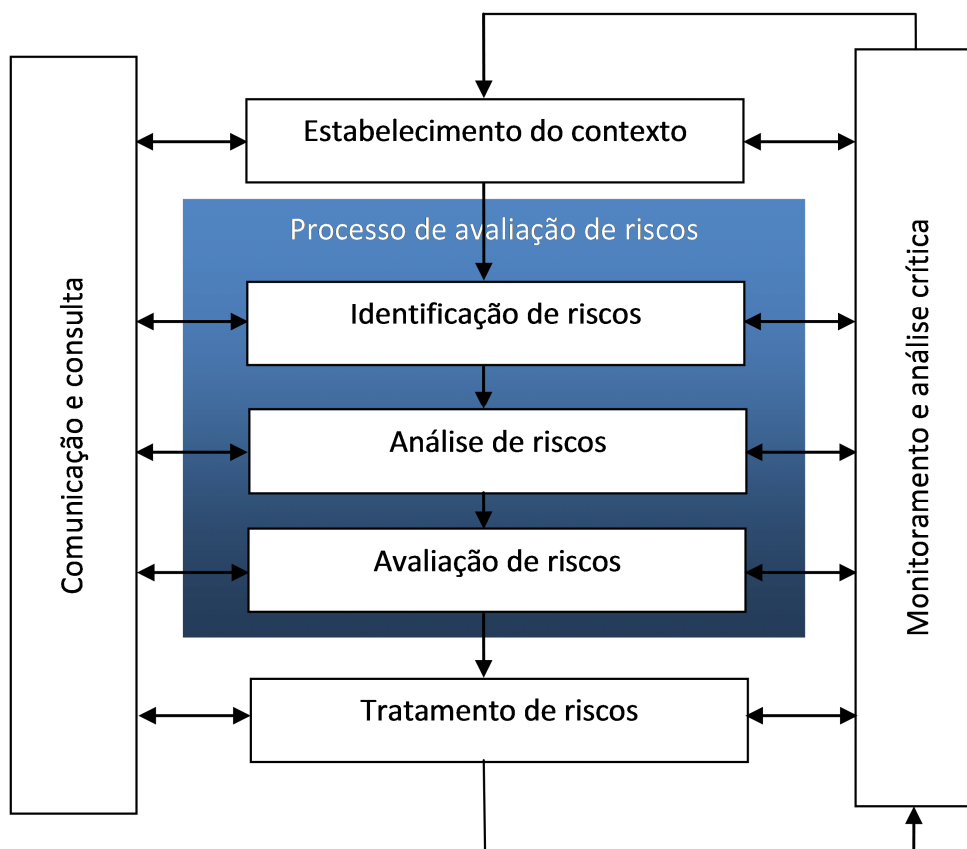 Estabelecimento do contexto
Processo de avaliação de riscos
Identificação de riscos
Análise de riscos
Avaliação de riscos
Tratamento de riscos
Comunicação e consulta
Monitoramento e análise crítica